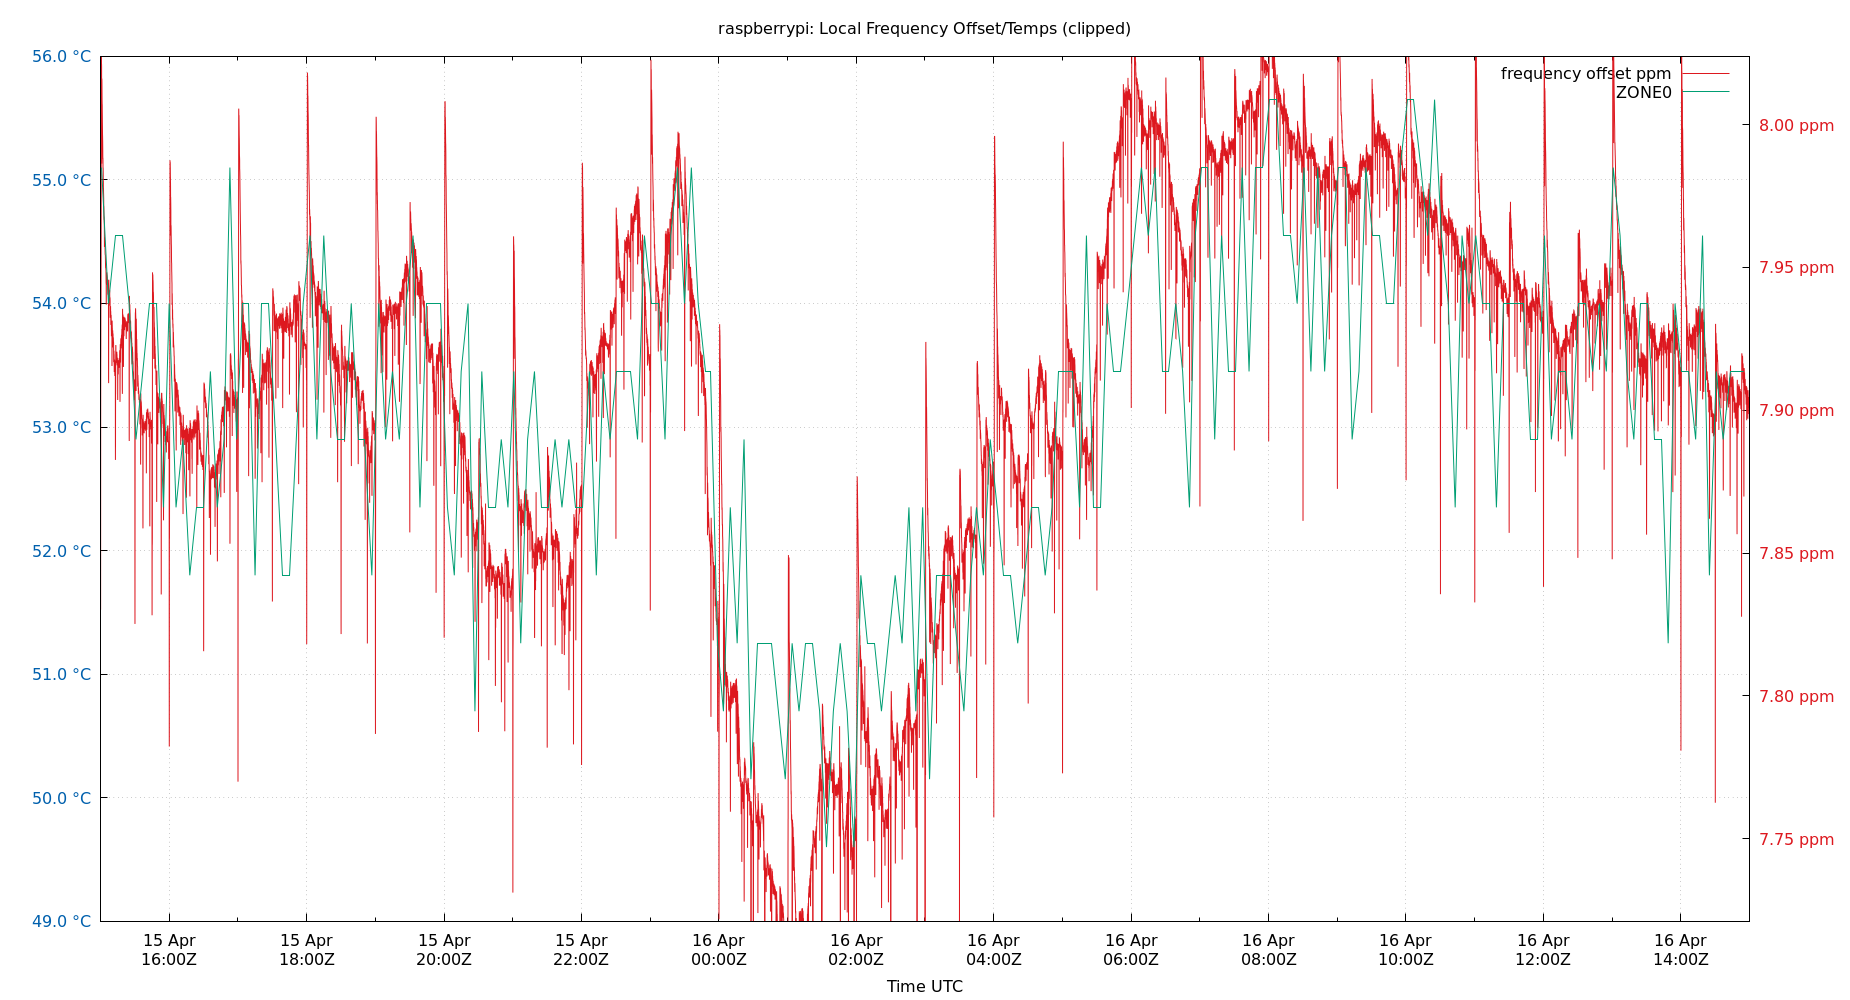 raspberrypi: Local Frequency Offset/Temps (clipped)
56.0 °C
55.0 °C
54.0 °C
53.0 °C
52.0 °C
51.0 °C
50.0 °C
49.0 °C
frequency offset ppm
ZONE0
8.00 ppm
7.95 ppm
7.90 ppm
7.85 ppm
7.80 ppm
7.75 ppm
15 Apr
16:00Z
15 Apr
18:00Z
15 Apr
20:00Z
15 Apr
22:00Z
16 Apr
00:00Z
16 Apr
02:00Z
16 Apr
04:00Z
16 Apr
06:00Z
16 Apr
08:00Z
16 Apr
10:00Z
16 Apr
12:00Z
16 Apr
14:00Z
Time UTC